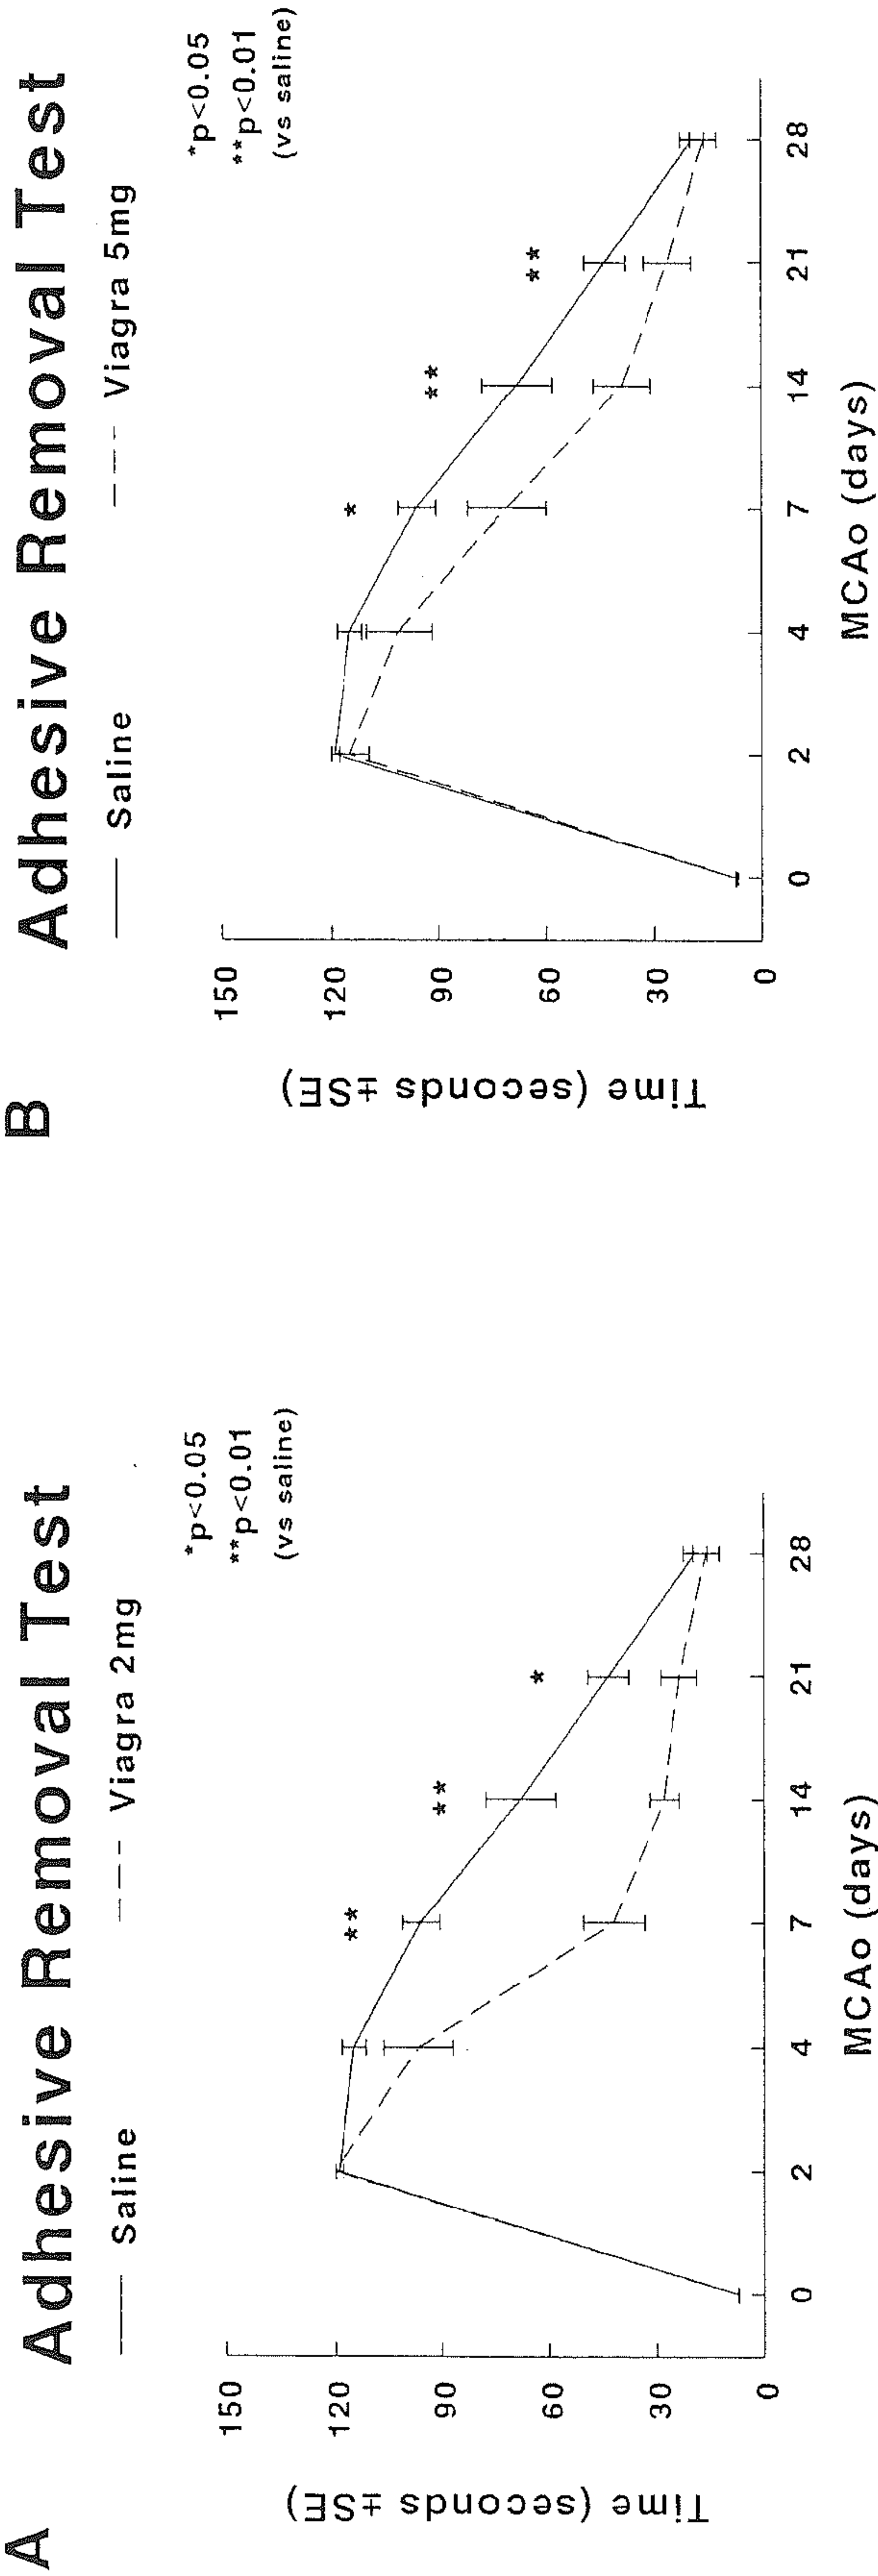 A
Adhesive Removal Test
Saline
Viagra 2mg
*p<0.05
**p<0.01
(vs saline)
Time (seconds ±SE)
150
120
90
60
30
0
**
**
*
0 2 4 7 14 21 28
MCAo (days)
B
Adhesive Removal Test
Saline
Viagra 5mg
*p<0.05
**p<0.01
(vs saline)
Time (seconds ±SE)
150
120
90
60
30
0
*
**
**
0 2 4 7 14 21 28
MCAo (days)